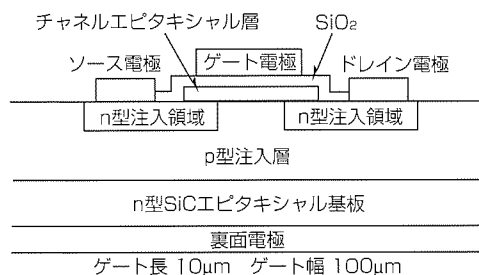 チャネルエピタキシャル層 SiO₂
ソース電極 ゲート電極 ドレイン電極
n型注入領域 n型注入領域
p型注入層
n型SiCエピタキシャル基板
裏面電極
ゲート長 10μm ゲート幅 100μm